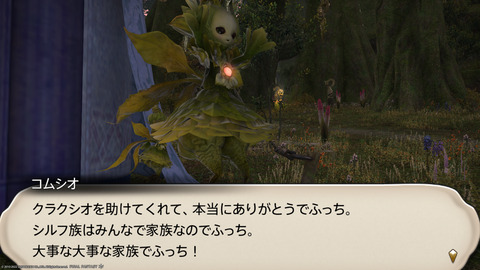 コムシオ
クラクシオを助けてくれて、本当にありがとうでふっち。
シルフ族はみんなで家族なのでふっち。
大事な大事な家族でふっち！